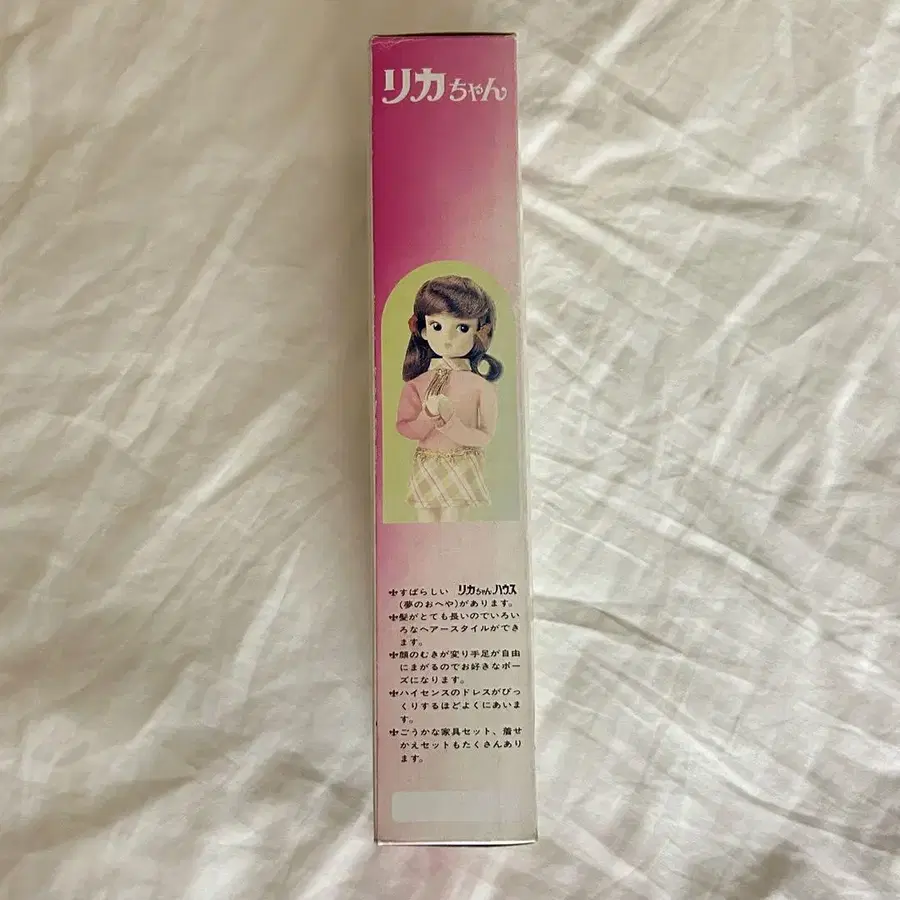 リカちゃん
✤すばらしい リカちゃんハウス
(夢のおへや)があります。
✤髪がとても長いのでいろい
ろなヘアースタイルができ
ます。
✤顔のむきが変り手足が自由
にまがるのでお好きなポー
ズになります。
✤ハイセンスのドレスがびっ
くりするほどよくにあいま
す。
✤ごうかな家具セット、着せ
かえセットもたくさんあり
ます。